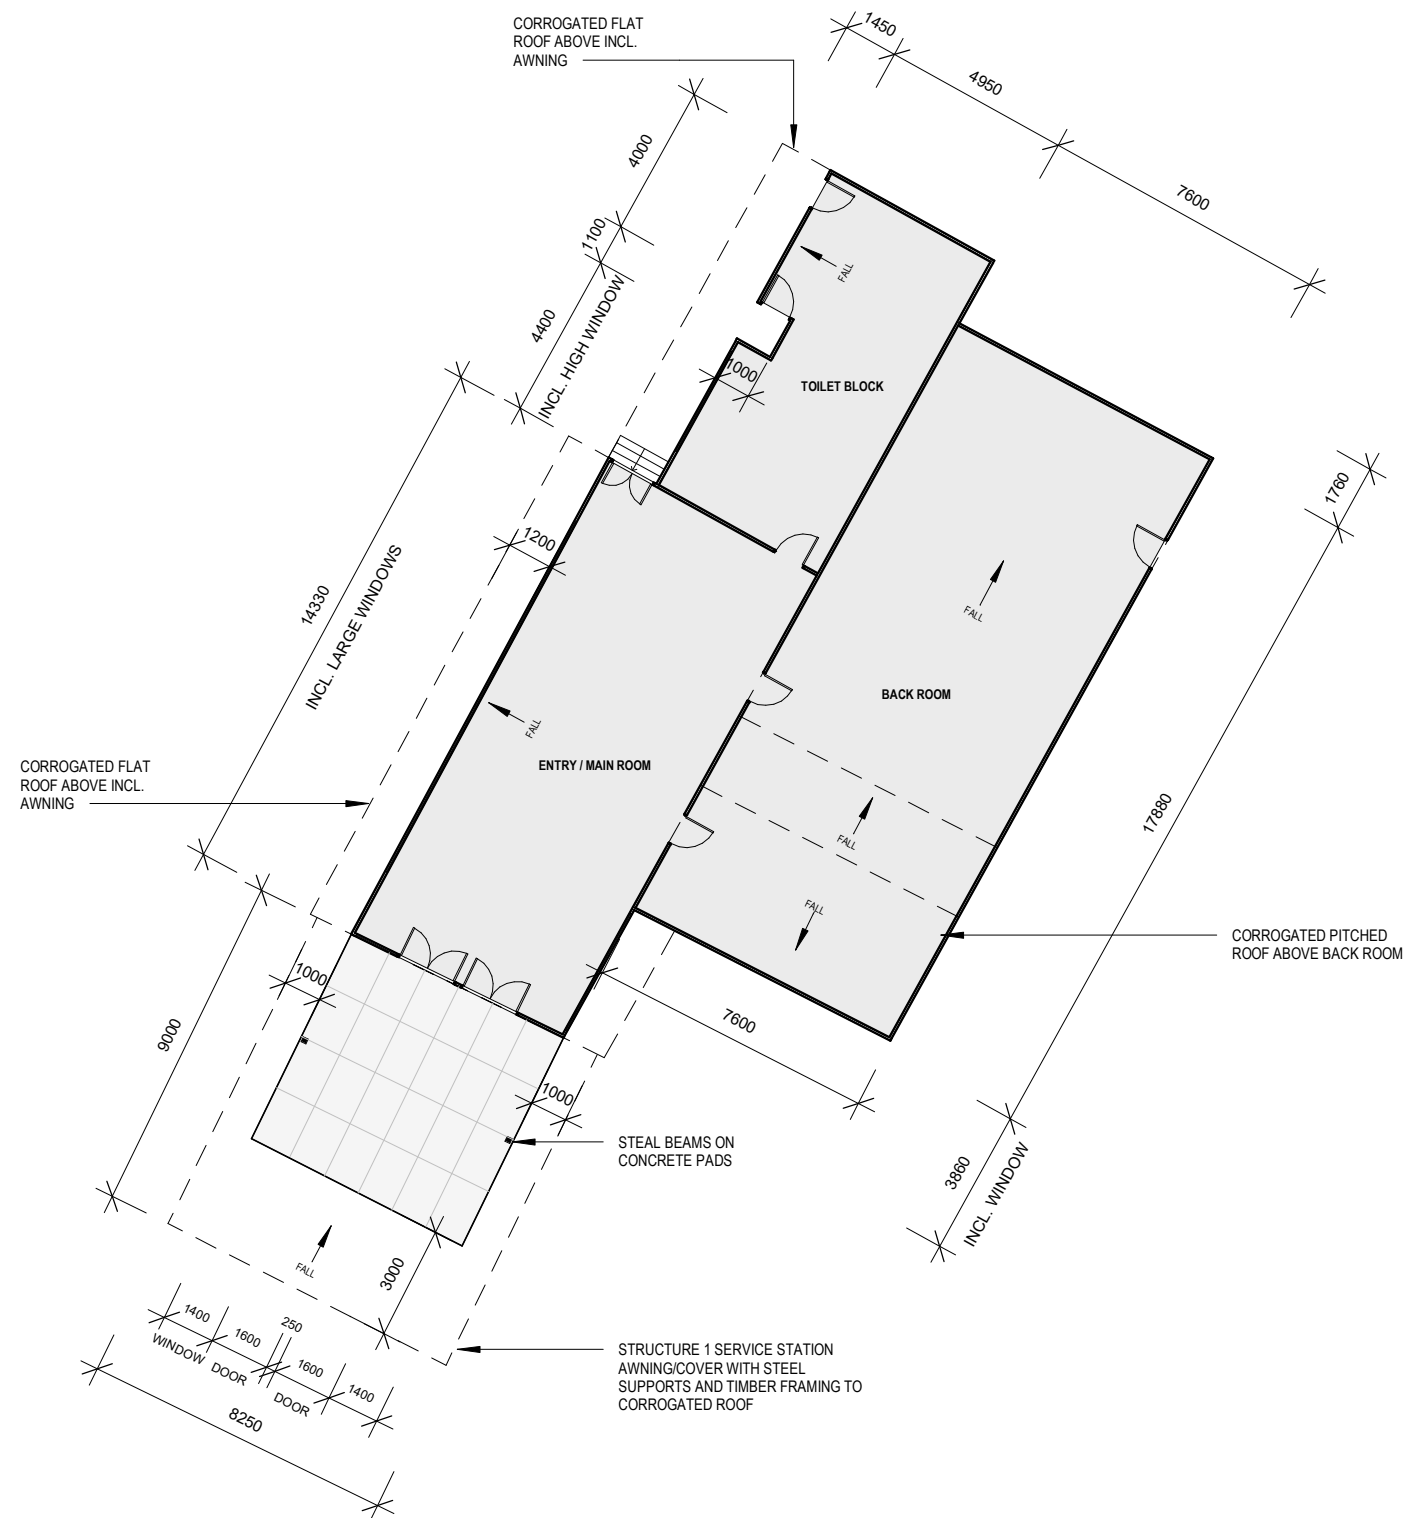 CORROGATED FLAT
ROOF ABOVE INCL.
AWNING
1450
4950
7600
4000
1100
4400
INCL. HIGH WINDOW
FALL
1000
TOILET BLOCK
1760
1200
14330
INCL. LARGE WINDOWS
FALL
BACK ROOM
FALL
ENTRY / MAIN ROOM
CORROGATED FLAT
ROOF ABOVE INCL.
AWNING
17880
FALL
FALL
CORROGATED PITCHED
ROOF ABOVE BACK ROOM
1000
7600
9000
1000
STEAL BEAMS ON
CONCRETE PADS
3860
INCL. WINDOW
FALL
3000
1400
1600
250
1600
1400
WINDOW
DOOR
DOOR
8250
STRUCTURE 1 SERVICE STATION
AWNING/COVER WITH STEEL
SUPPORTS AND TIMBER FRAMING TO
CORROGATED ROOF